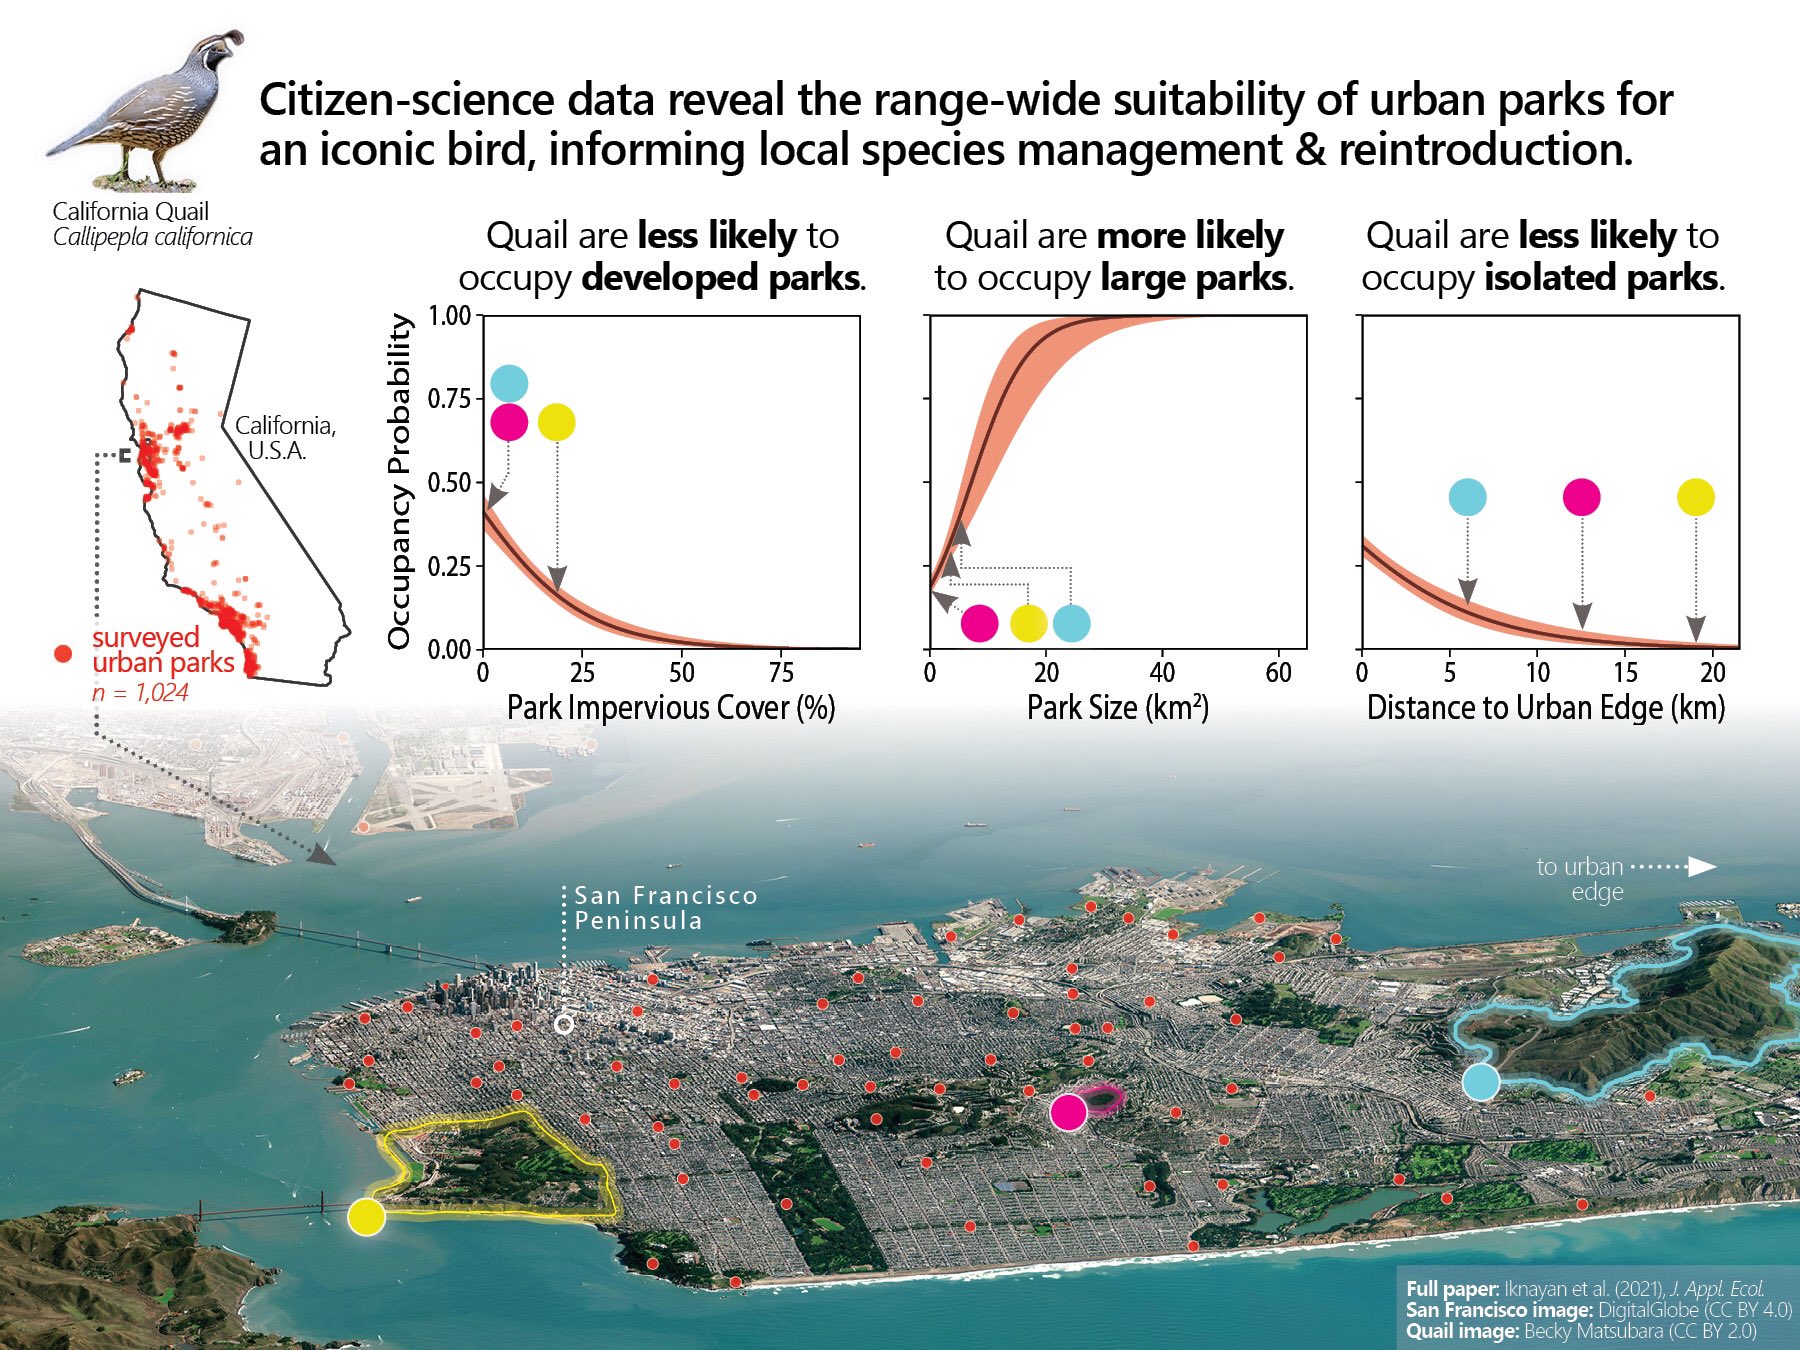 Citizen-science data reveal the range-wide suitability of urban parks for
an iconic bird, informing local species management & reintroduction.
California Quail
Callipepla californica
California,
U.S.A.
surveyed
urban parks
n = 1,024
Quail are less likely to
occupy developed parks.
Occupancy Probability
1.00
0.75
0.50
0.25
0.00
0 25 50 75
Park Impervious Cover (%)
Quail are more likely
to occupy large parks.
0 20 40 60
Park Size (km²)
Quail are less likely to
occupy isolated parks.
0 5 10 15 20
Distance to Urban Edge (km)
San Francisco
Peninsula
to urban
edge
Full paper: Iknayan et al. (2021), J. Appl. Ecol.
San Francisco image: DigitalGlobe (CC BY 4.0)
Quail image: Becky Matsubara (CC BY 2.0)